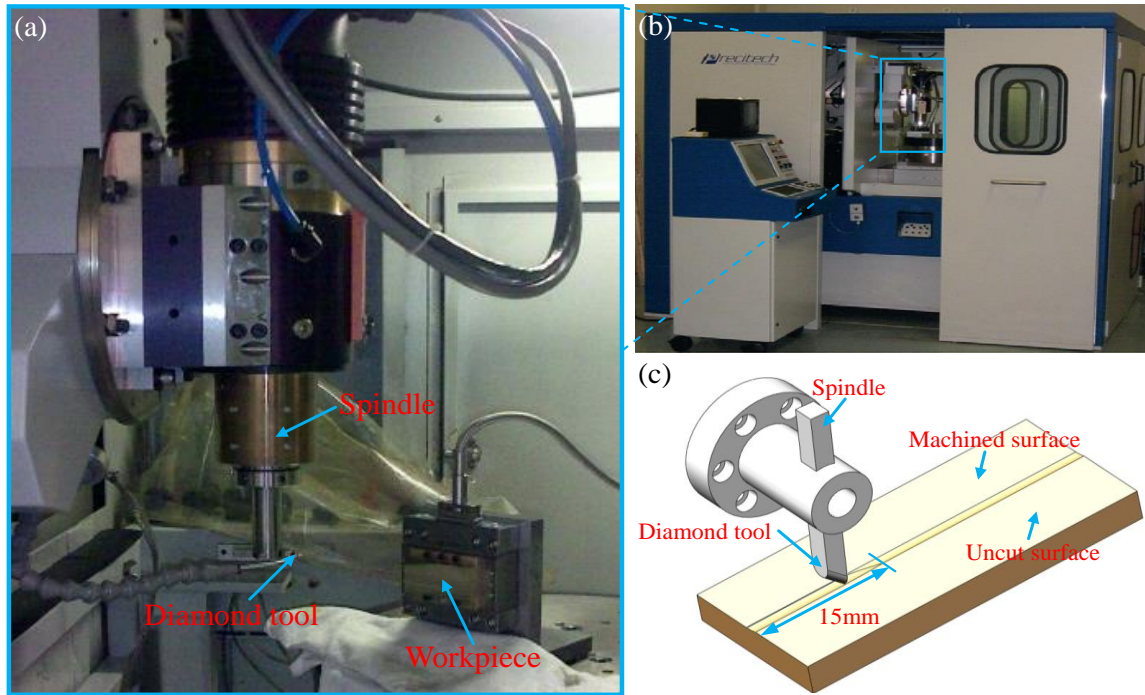 (a)
Spindle
Diamond tool
Workpiece
(b)
Precitech
(c)
Spindle
Machined surface
Diamond tool
Uncut surface
15mm